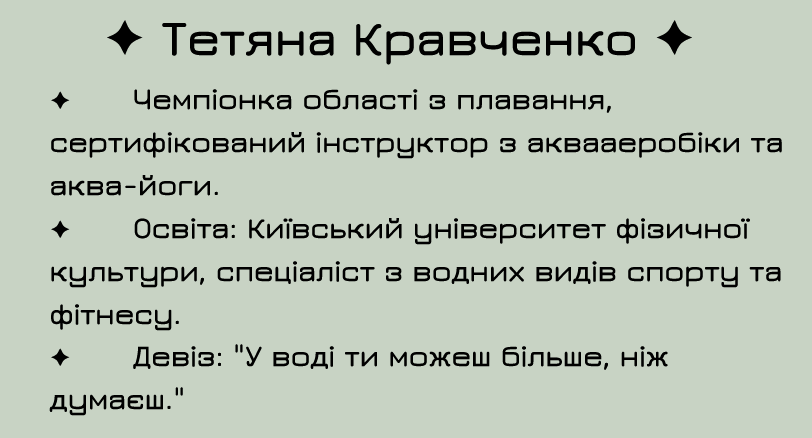 ✦ Тетяна Кравченко ✦
✦ Чемпіонка області з плавання,
сертифікований інструктор з аквааеробіки та
аква-йоги.
✦ Освіта: Київський університет фізичної
культури, спеціаліст з водних видів спорту та
фітнесу.
✦ Девіз: "У воді ти можеш більше, ніж
думаєш."